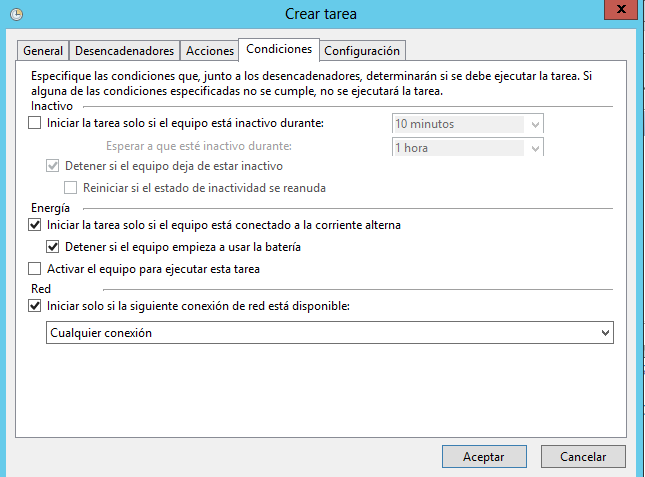 Crear tarea
x
General Desencadenadores Acciones Condiciones Configuración
Especifique las condiciones que, junto a los desencadenadores, determinarán si se debe ejecutar la tarea. Si
alguna de las condiciones especificadas no se cumple, no se ejecutará la tarea.
Inactivo
Iniciar la tarea solo si el equipo está inactivo durante: 10 minutos
Esperar a que esté inactivo durante: 1 hora
Detener si el equipo deja de estar inactivo
Reiniciar si el estado de inactividad se reanuda
Energía
Iniciar la tarea solo si el equipo está conectado a la corriente alterna
Detener si el equipo empieza a usar la batería
Activar el equipo para ejecutar esta tarea
Red
Iniciar solo si la siguiente conexión de red está disponible:
Cualquier conexión
Aceptar Cancelar